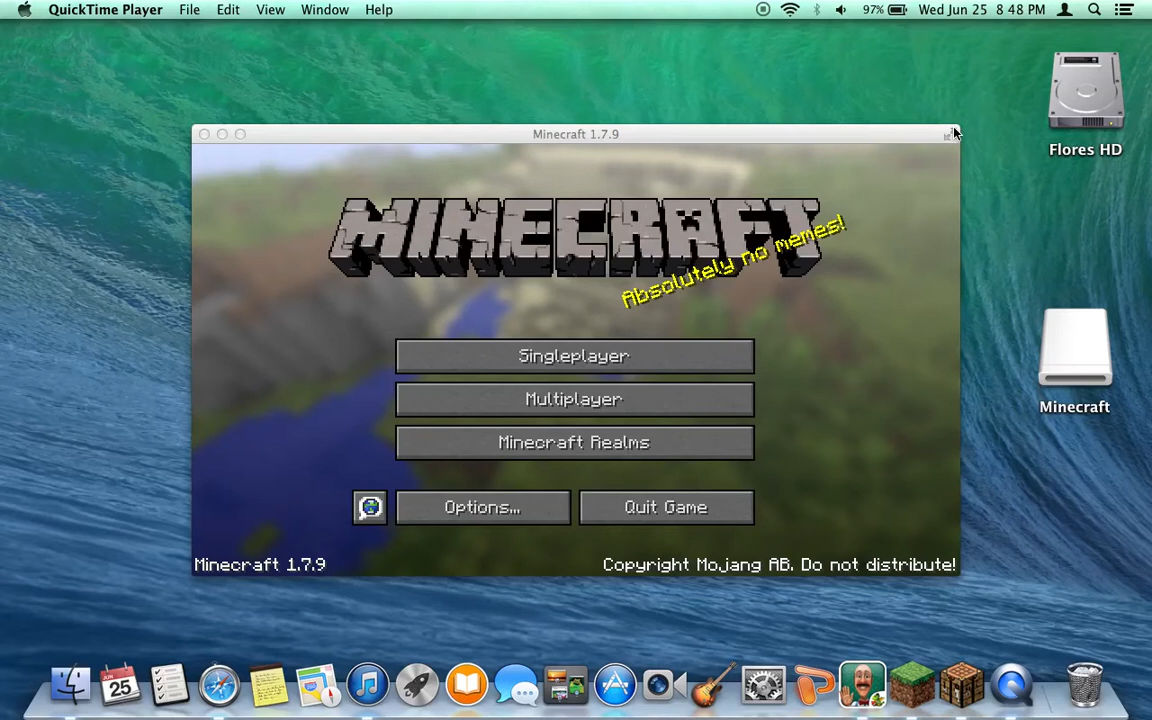 QuickTime Player File Edit View Window Help 97% Wed Jun 25 8:48 PM
Flores HD
Minecraft 1.7.9
MINECRAFT
Absolutely no memes!
Singleplayer
Multiplayer
Minecraft Realms
Minecraft
Options... Quit Game
Minecraft 1.7.9 Copyright Mojang AB. Do not distribute!
JUN
25